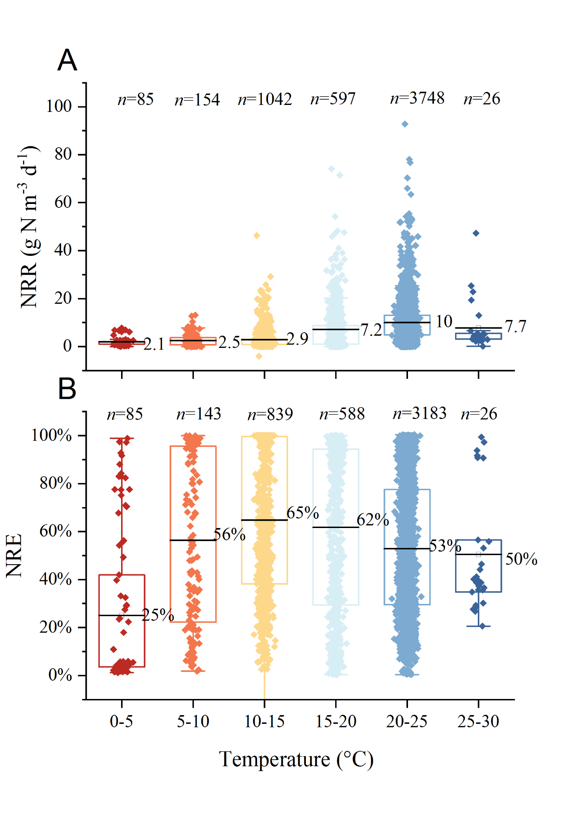 A
n=85 n=154 n=1042 n=597 n=3748 n=26
100
80
60
40
20
0
NRR (g N m⁻³ d⁻¹)
2.1 2.5 2.9 7.2 10 7.7
B
n=85 n=143 n=839 n=588 n=3183 n=26
100%
80%
60%
40%
20%
0%
NRE
25% 56% 65% 62% 53% 50%
0-5 5-10 10-15 15-20 20-25 25-30
Temperature (°C)